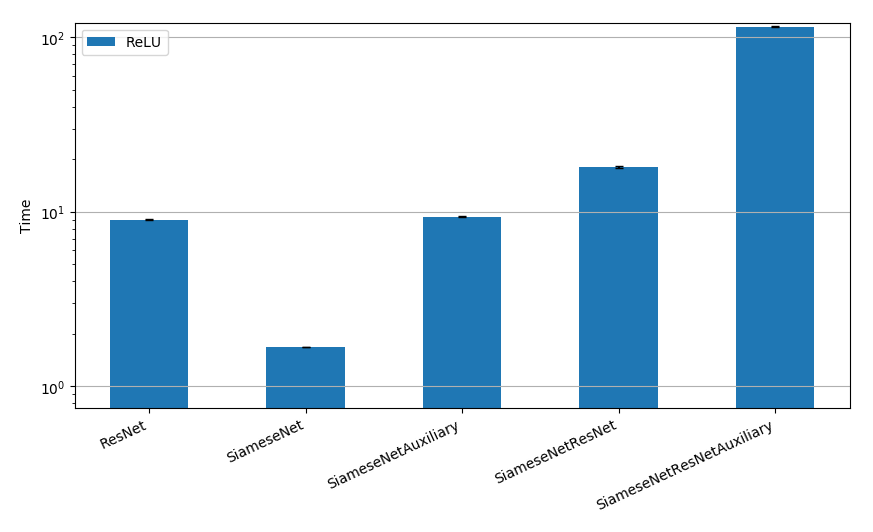 ReLU
Time
10²
10¹
10⁰
ResNet
SiameseNet
SiameseNetAuxiliary
SiameseNetResNet
SiameseNetResNetAuxiliary